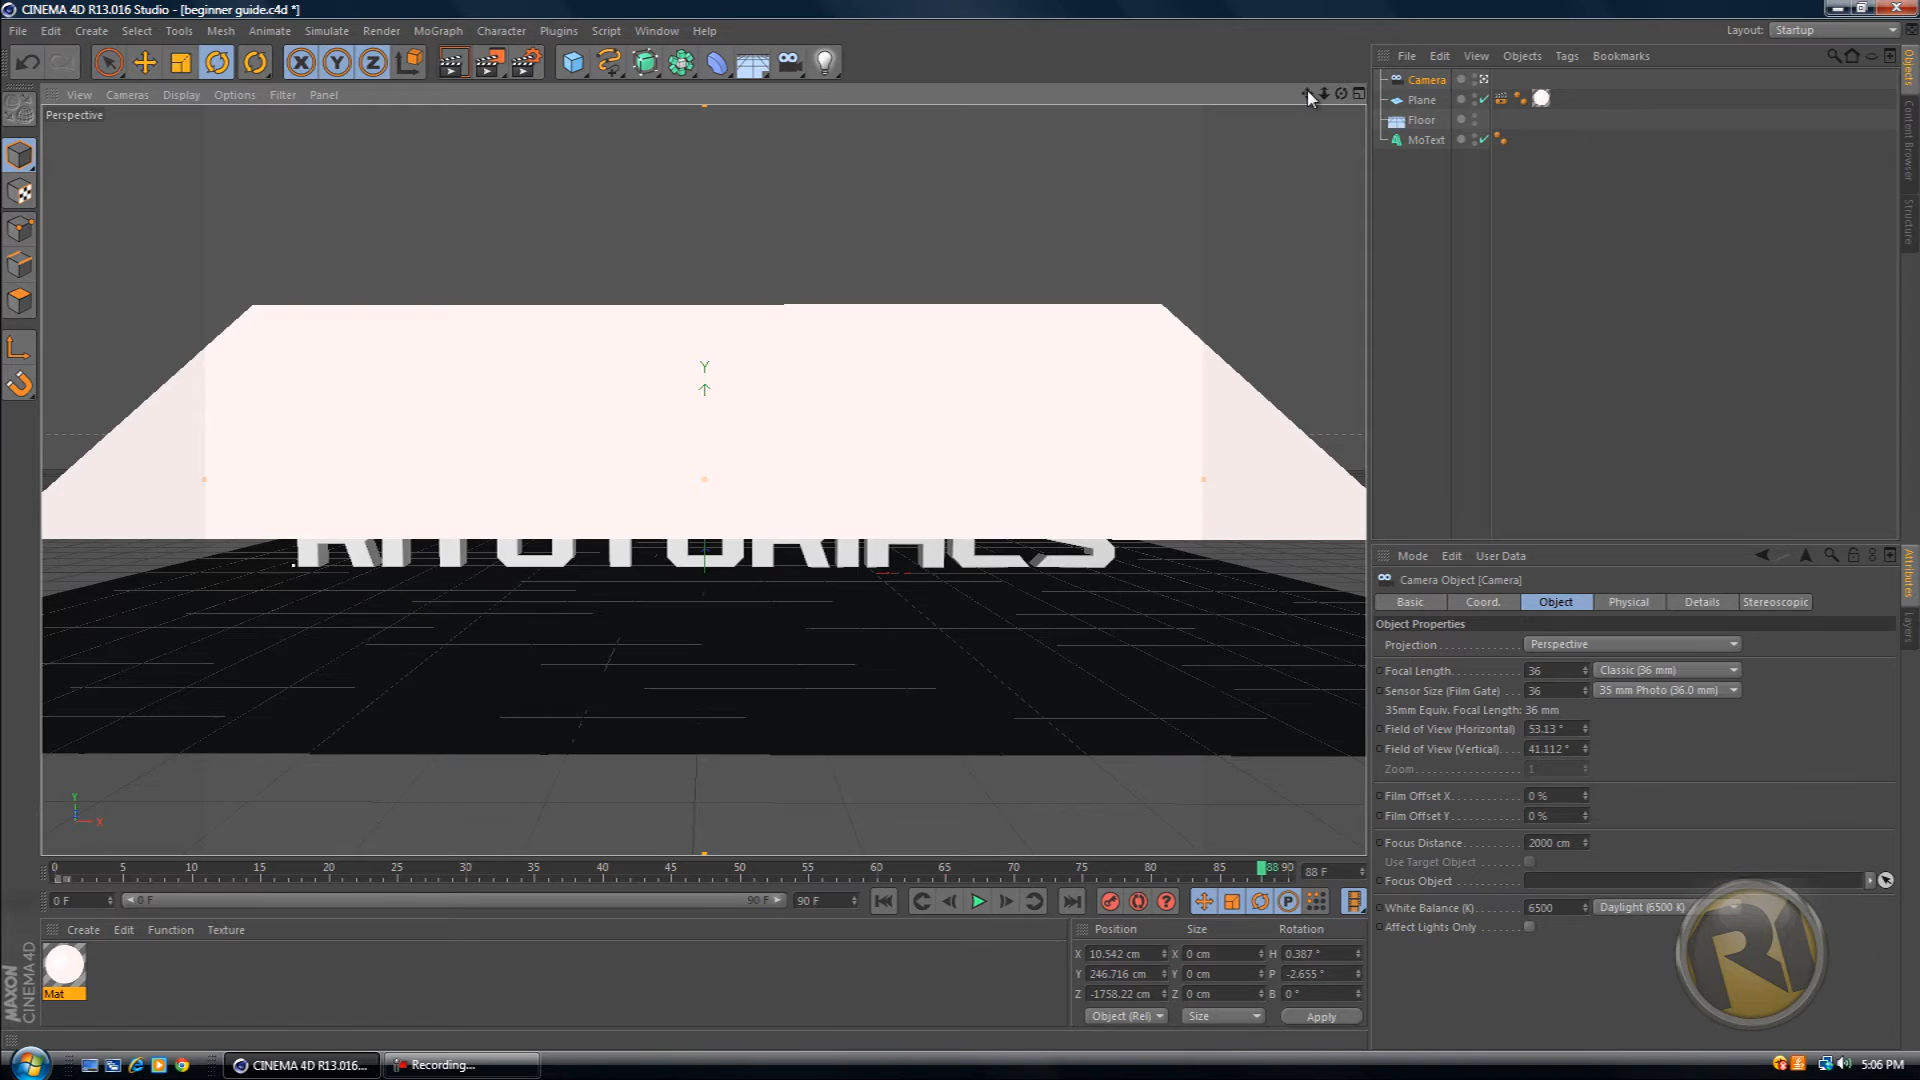 CINEMA 4D R13.016 Studio - [beginner guide.c4d *]
File Edit Create Select Tools Mesh Animate Simulate Render MoGraph Character Plugins Script Window Help
Layout: Startup
X Y Z
File Edit View Objects Tags Bookmarks
View Cameras Display Options Filter Panel
Perspective
Camera
Plane
Floor
MoText
Objects
Content Browser
Structure
Y
RITUTORIALS
Y
X
Mode Edit User Data
Camera Object [Camera]
Basic Coord. Object Physical Details Stereoscopic
Object Properties
Projection Perspective
Focal Length 36 Classic (36 mm)
Sensor Size (Film Gate) 36 35 mm Photo (36.0 mm)
35mm Equiv. Focal Length: 36 mm
Field of View (Horizontal) 53.13 °
Field of View (Vertical) 41.112 °
Zoom 1
Film Offset X 0 %
Film Offset Y 0 %
Focus Distance 2000 cm
Use Target Object
Focus Object
White Balance (K) 6500 Daylight (6500 K)
Affect Lights Only
Attributes
Layers
0 5 10 15 20 25 30 35 40 45 50 55 60 65 70 75 80 85 88 90 88 F
0 F 0 F 90 F 90 F P
Create Edit Function Texture
Mat
MAXON
CINEMA 4D
Position Size Rotation
X 10.542 cm X 0 cm H 0.387 °
Y 246.716 cm Y 0 cm P -2.655 °
Z -1758.22 cm Z 0 cm B 0 °
Object (Rel) Size Apply
RI
CINEMA 4D R13.016... Recording... 5:06 PM